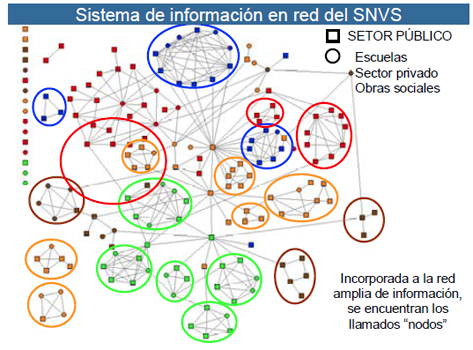 Sistema de información en red del SNVS
SETOR PÚBLICO
Escuelas
Sector privado
Obras sociales
Incorporada a la red
amplia de información,
se encuentran los
llamados “nodos”